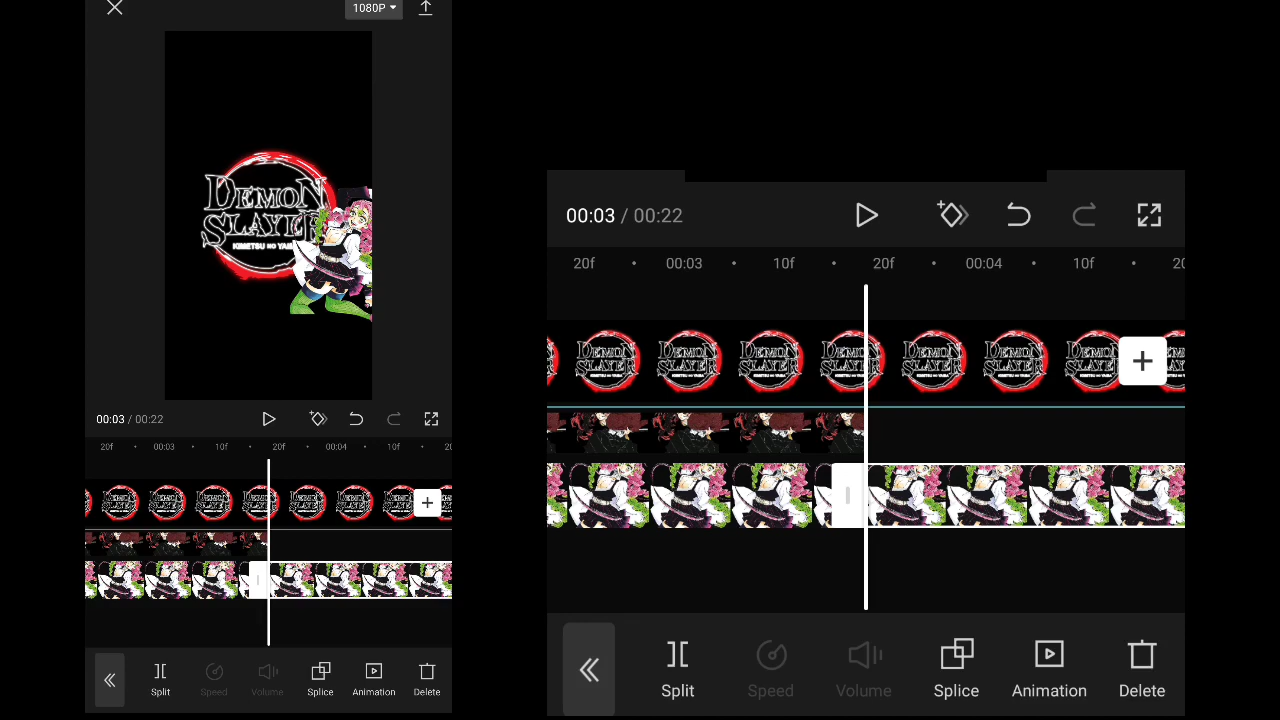 1080P
DEMON
SLAYER
KIMETSU NO YAIBA
00:03 / 00:22
20f 00:03 10f 20f 00:04 10f
Split Speed Volume Splice Animation Delete
00:03 / 00:22
20f 00:03 10f 20f 00:04 10f
DEMON
SLAYER
Split Speed Volume Splice Animation Delete